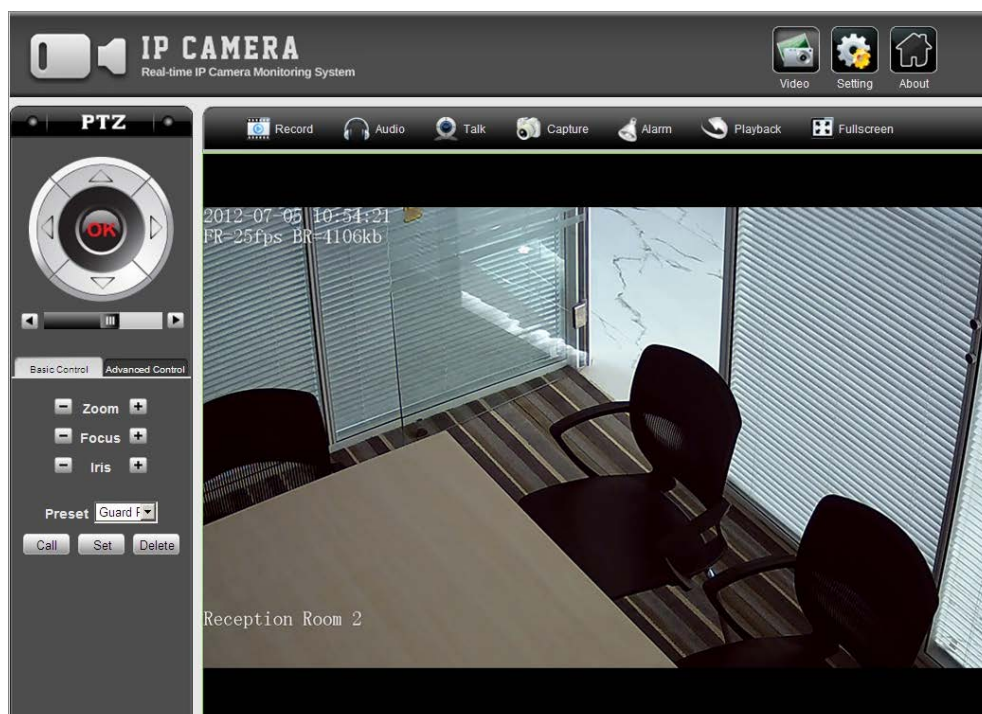 IP CAMERA
Real-time IP Camera Monitoring System
Video Setting About
PTZ
Record Audio Talk Capture Alarm Playback Fullscreen
OK
2012-07-05 10:54:21
FR-25fps BR-4106kb
Basic Control Advanced Control
Zoom
Focus
Iris
Preset Guard F
Call Set Delete
Reception Room 2